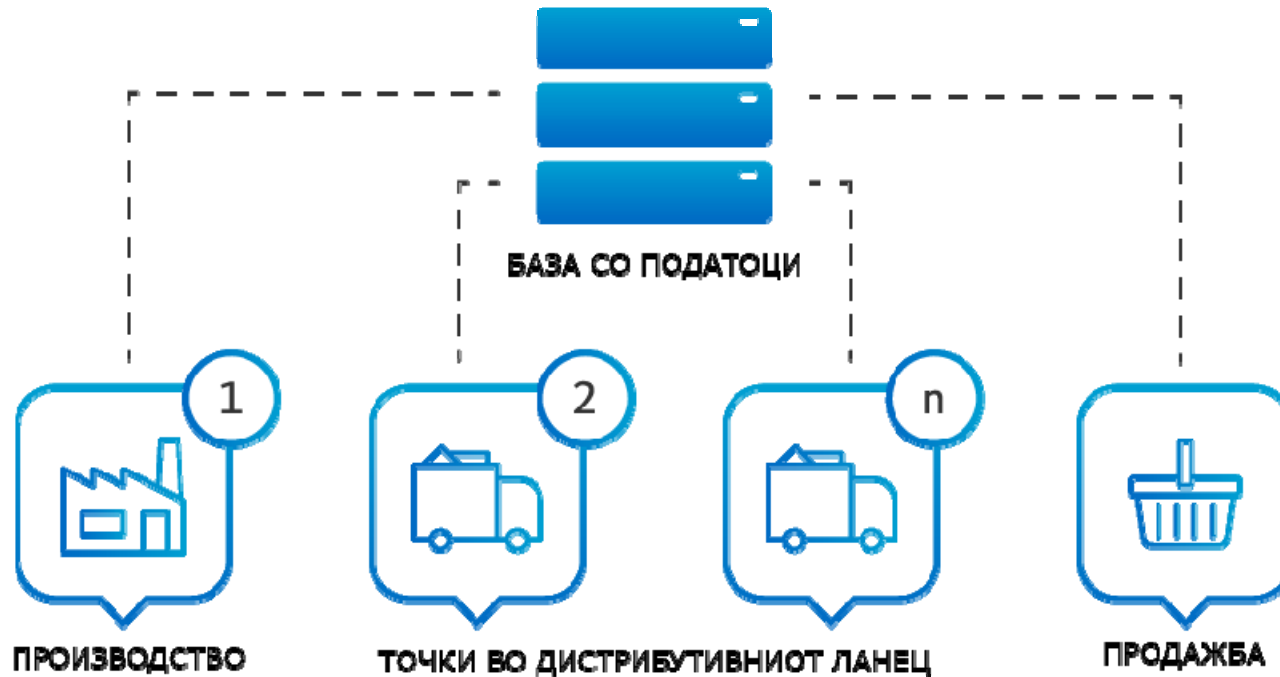 БАЗА СО ПОДАТОЦИ
1
2
n
ПРОИЗВОДСТВО
ТОЧКИ ВО ДИСТРИБУТИВНИОТ ЛАНЕЦ
ПРОДАЖБА